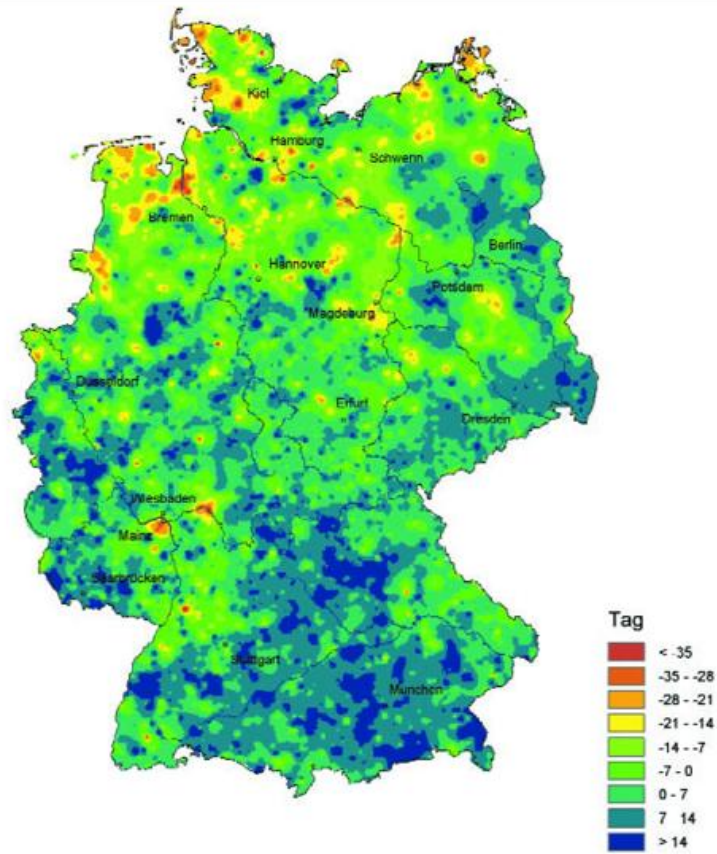 Kiel
Hamburg
Schwerin
Bremen
Berlin
Hannover
Potsdam
Magdeburg
Düsseldorf
Erfurt
Dresden
Wiesbaden
Mainz
Saarbrücken
Stuttgart
München
Tag
< -35
-35 - -28
-28 - -21
-21 - -14
-14 - -7
-7 - 0
0 - 7
7 14
> 14